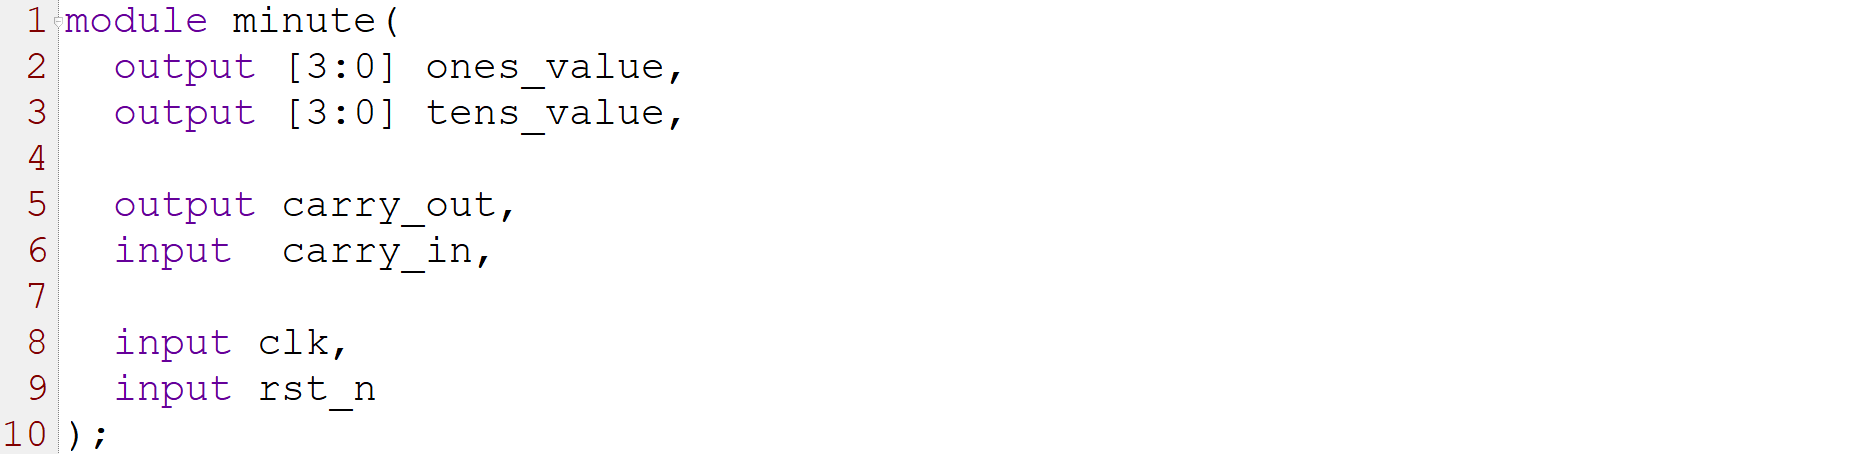 1 module minute(
2   output [3:0] ones_value,
3   output [3:0] tens_value,
4
5   output carry_out,
6   input  carry_in,
7
8   input clk,
9   input rst_n
10 );